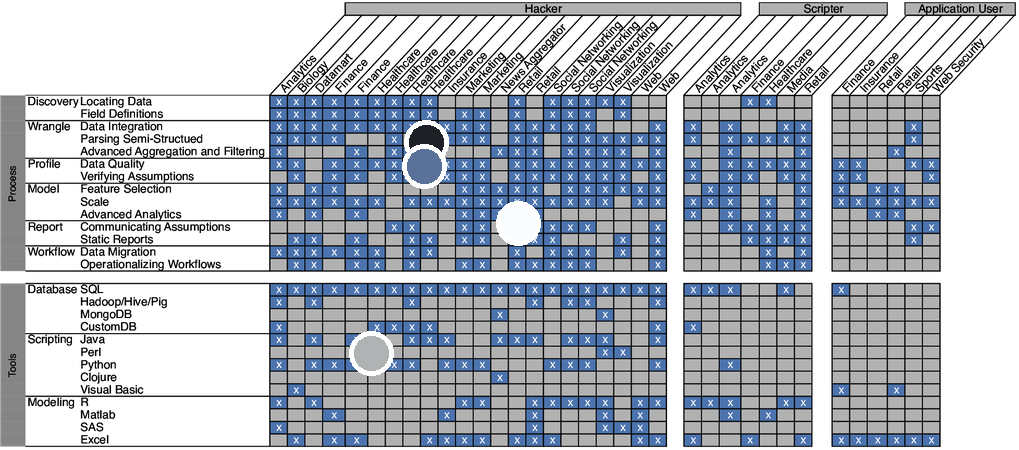 Hacker
Scripter
Application User
Analytics
Biology
Datamart
Finance
Finance
Healthcare
Healthcare
Healthcare
Healthcare
Insurance
Marketing
Marketing
News Aggregator
Retail
Retail
Social Networking
Social Networking
Social Networking
Visualization
Visualization
Web
Web
Analytics
Analytics
Finance
Healthcare
Media
Retail
Finance
Insurance
Retail
Retail
Sports
Web Security
Process
Discovery Locating Data
Field Definitions
Wrangle Data Integration
Parsing Semi-Structued
Advanced Aggregation and Filtering
Profile Data Quality
Verifying Assumptions
Model Feature Selection
Scale
Advanced Analytics
Report Communicating Assumptions
Static Reports
Workflow Data Migration
Operationalizing Workflows
Tools
Database SQL
Hadoop/Hive/Pig
MongoDB
CustomDB
Scripting Java
Perl
Python
Clojure
Visual Basic
Modeling R
Matlab
SAS
Excel